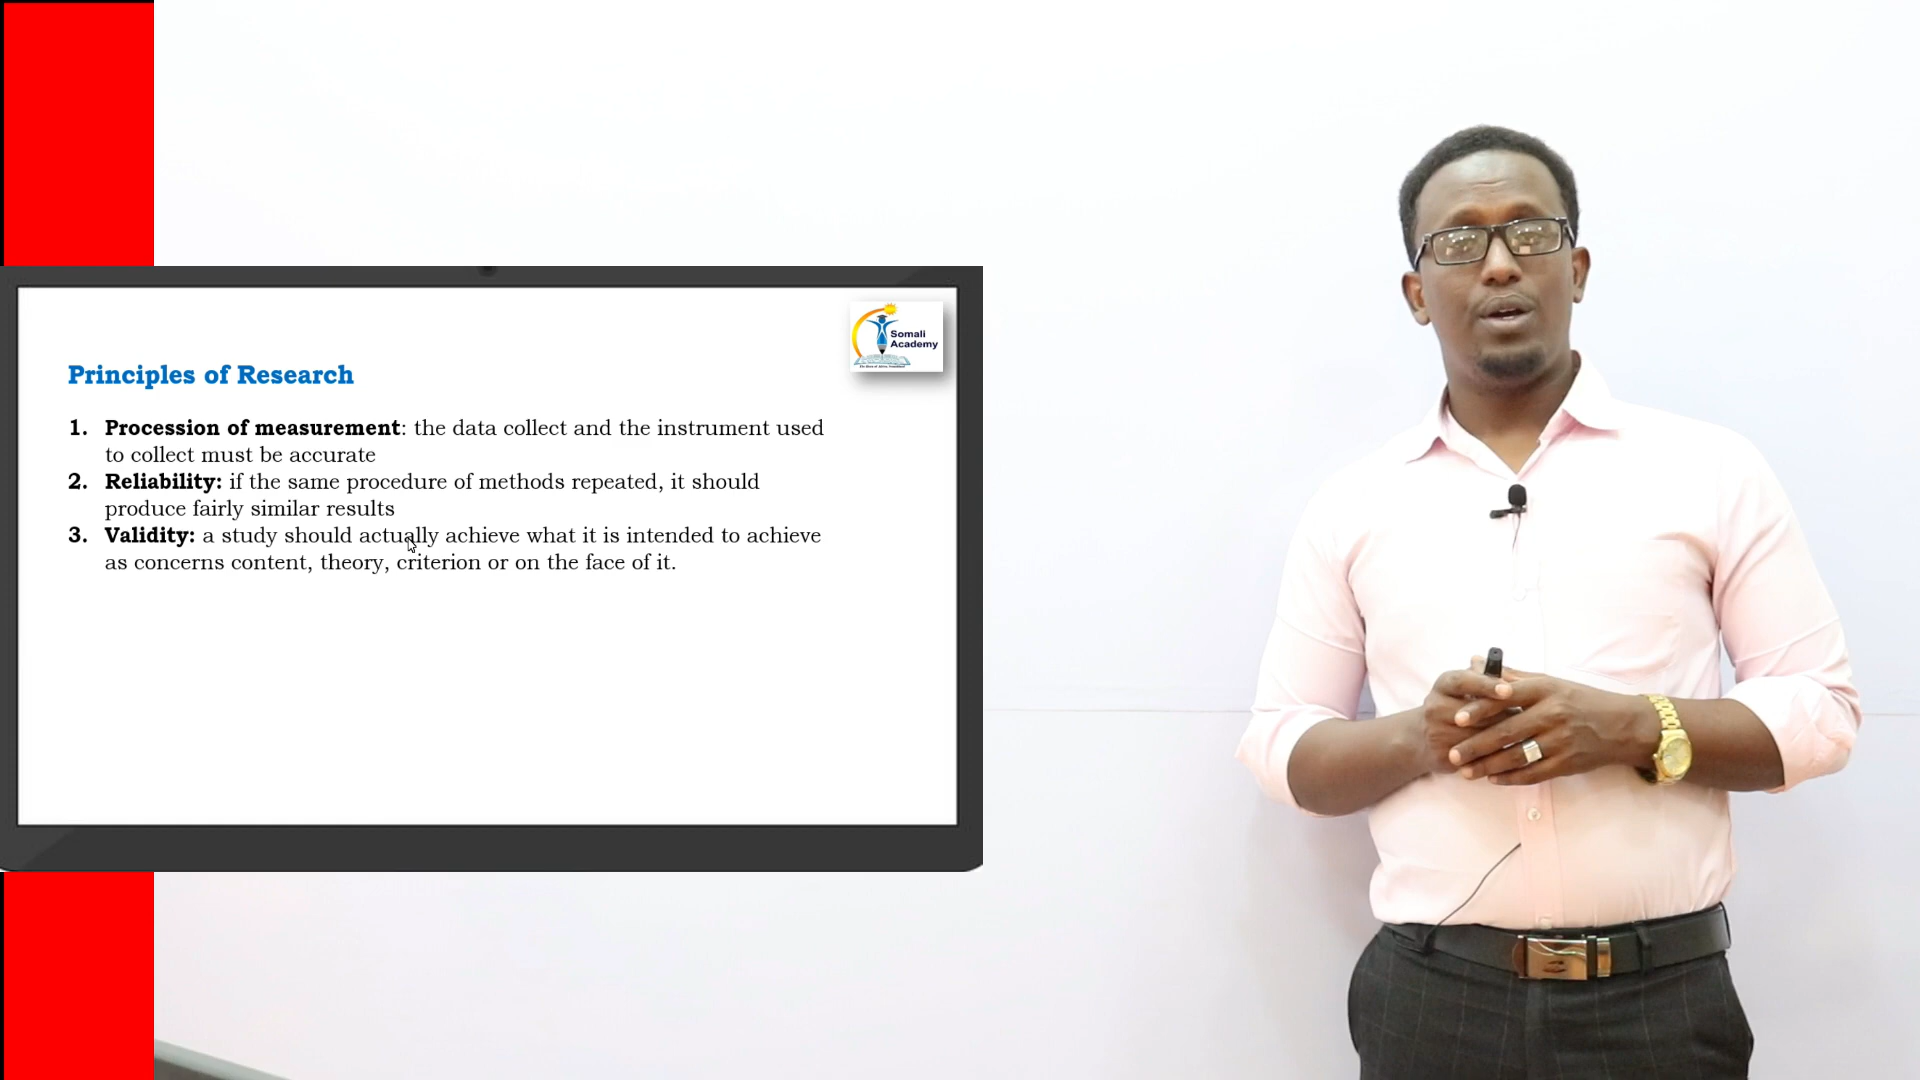 Somali
Academy
Principles of Research
1. Procession of measurement: the data collect and the instrument used
to collect must be accurate
2. Reliability: if the same procedure of methods repeated, it should
produce fairly similar results
3. Validity: a study should actually achieve what it is intended to achieve
as concerns content, theory, criterion or on the face of it.